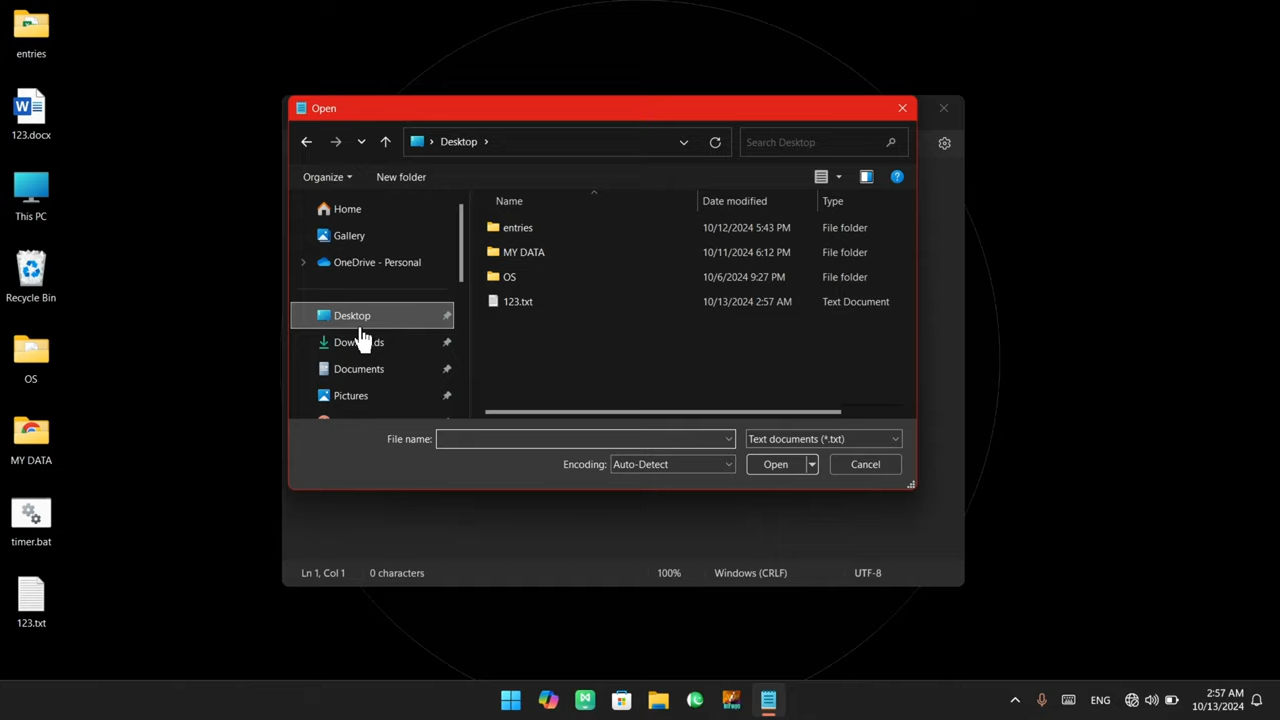 entries
123.docx
This PC
Recycle Bin
OS
MY DATA
timer.bat
123.txt
Open
Desktop
Search Desktop
Organize
New folder
Home
Gallery
OneDrive - Personal
Desktop
Downloads
Documents
Pictures
Name
Date modified
Type
entries
10/12/2024 5:43 PM
File folder
MY DATA
10/11/2024 6:12 PM
File folder
OS
10/6/2024 9:27 PM
File folder
123.txt
10/13/2024 2:57 AM
Text Document
File name:
Text documents (*.txt)
Encoding:
Auto-Detect
Open
Cancel
Ln 1, Col 1
0 characters
100%
Windows (CRLF)
UTF-8
ENG
2:57 AM
10/13/2024